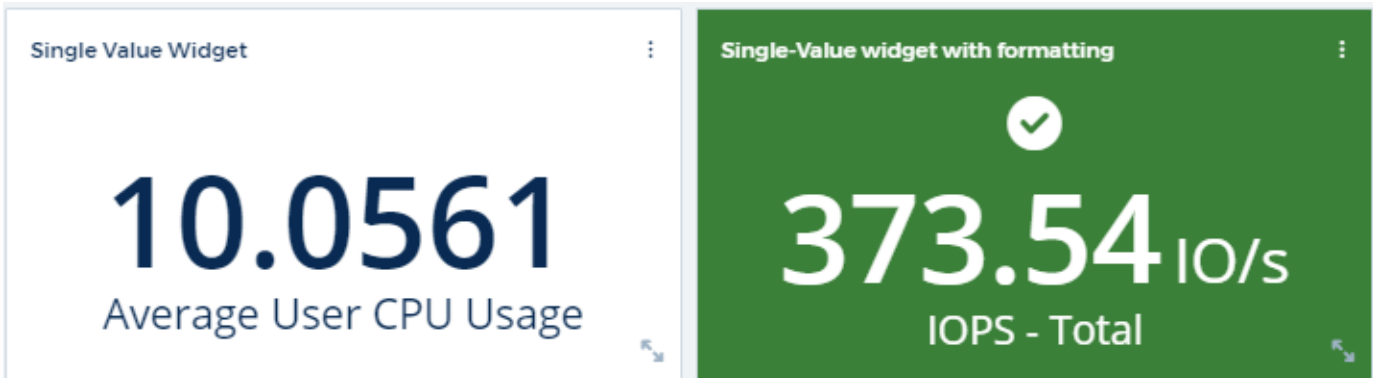 Single Value Widget
10.0561
Average User CPU Usage
Single-Value widget with formatting
373.54 IO/s
IOPS - Total